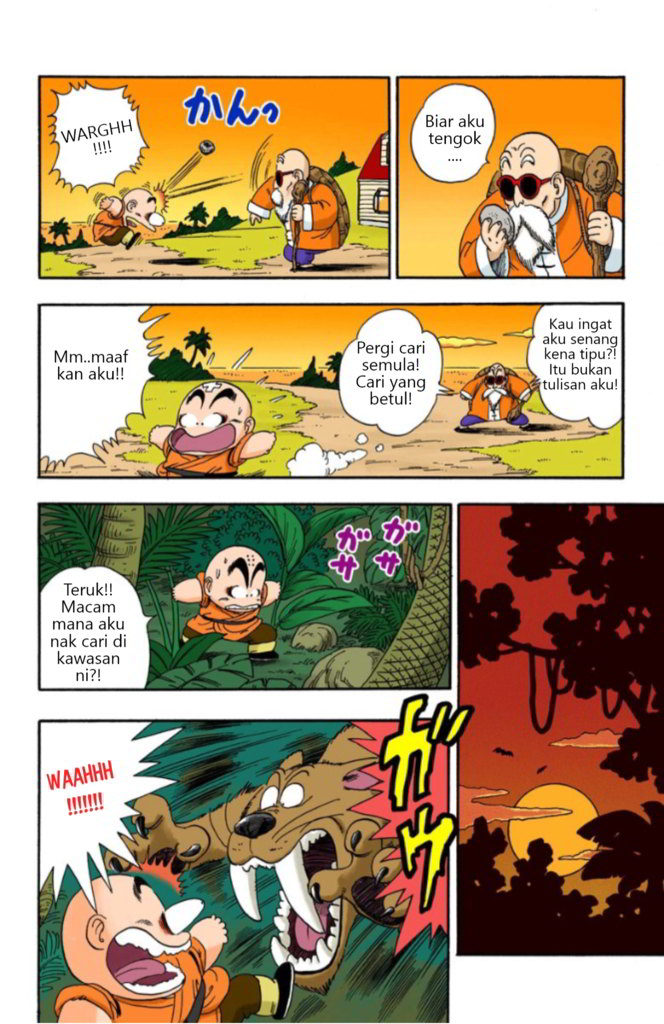 Biar aku
tengok
....
かんっ
WARGHH
!!!!
Kau ingat
aku senang
kena tipu?!
Itu bukan
tulisan aku!
Pergi cari
semula!
Cari yang
betul!
Mm..maaf
kan aku!!
ガサ
ガサ
Teruk!!
Macam
mana aku
nak cari di
kawasan
ni?!
ガウ
WAAHHH
!!!!!!!